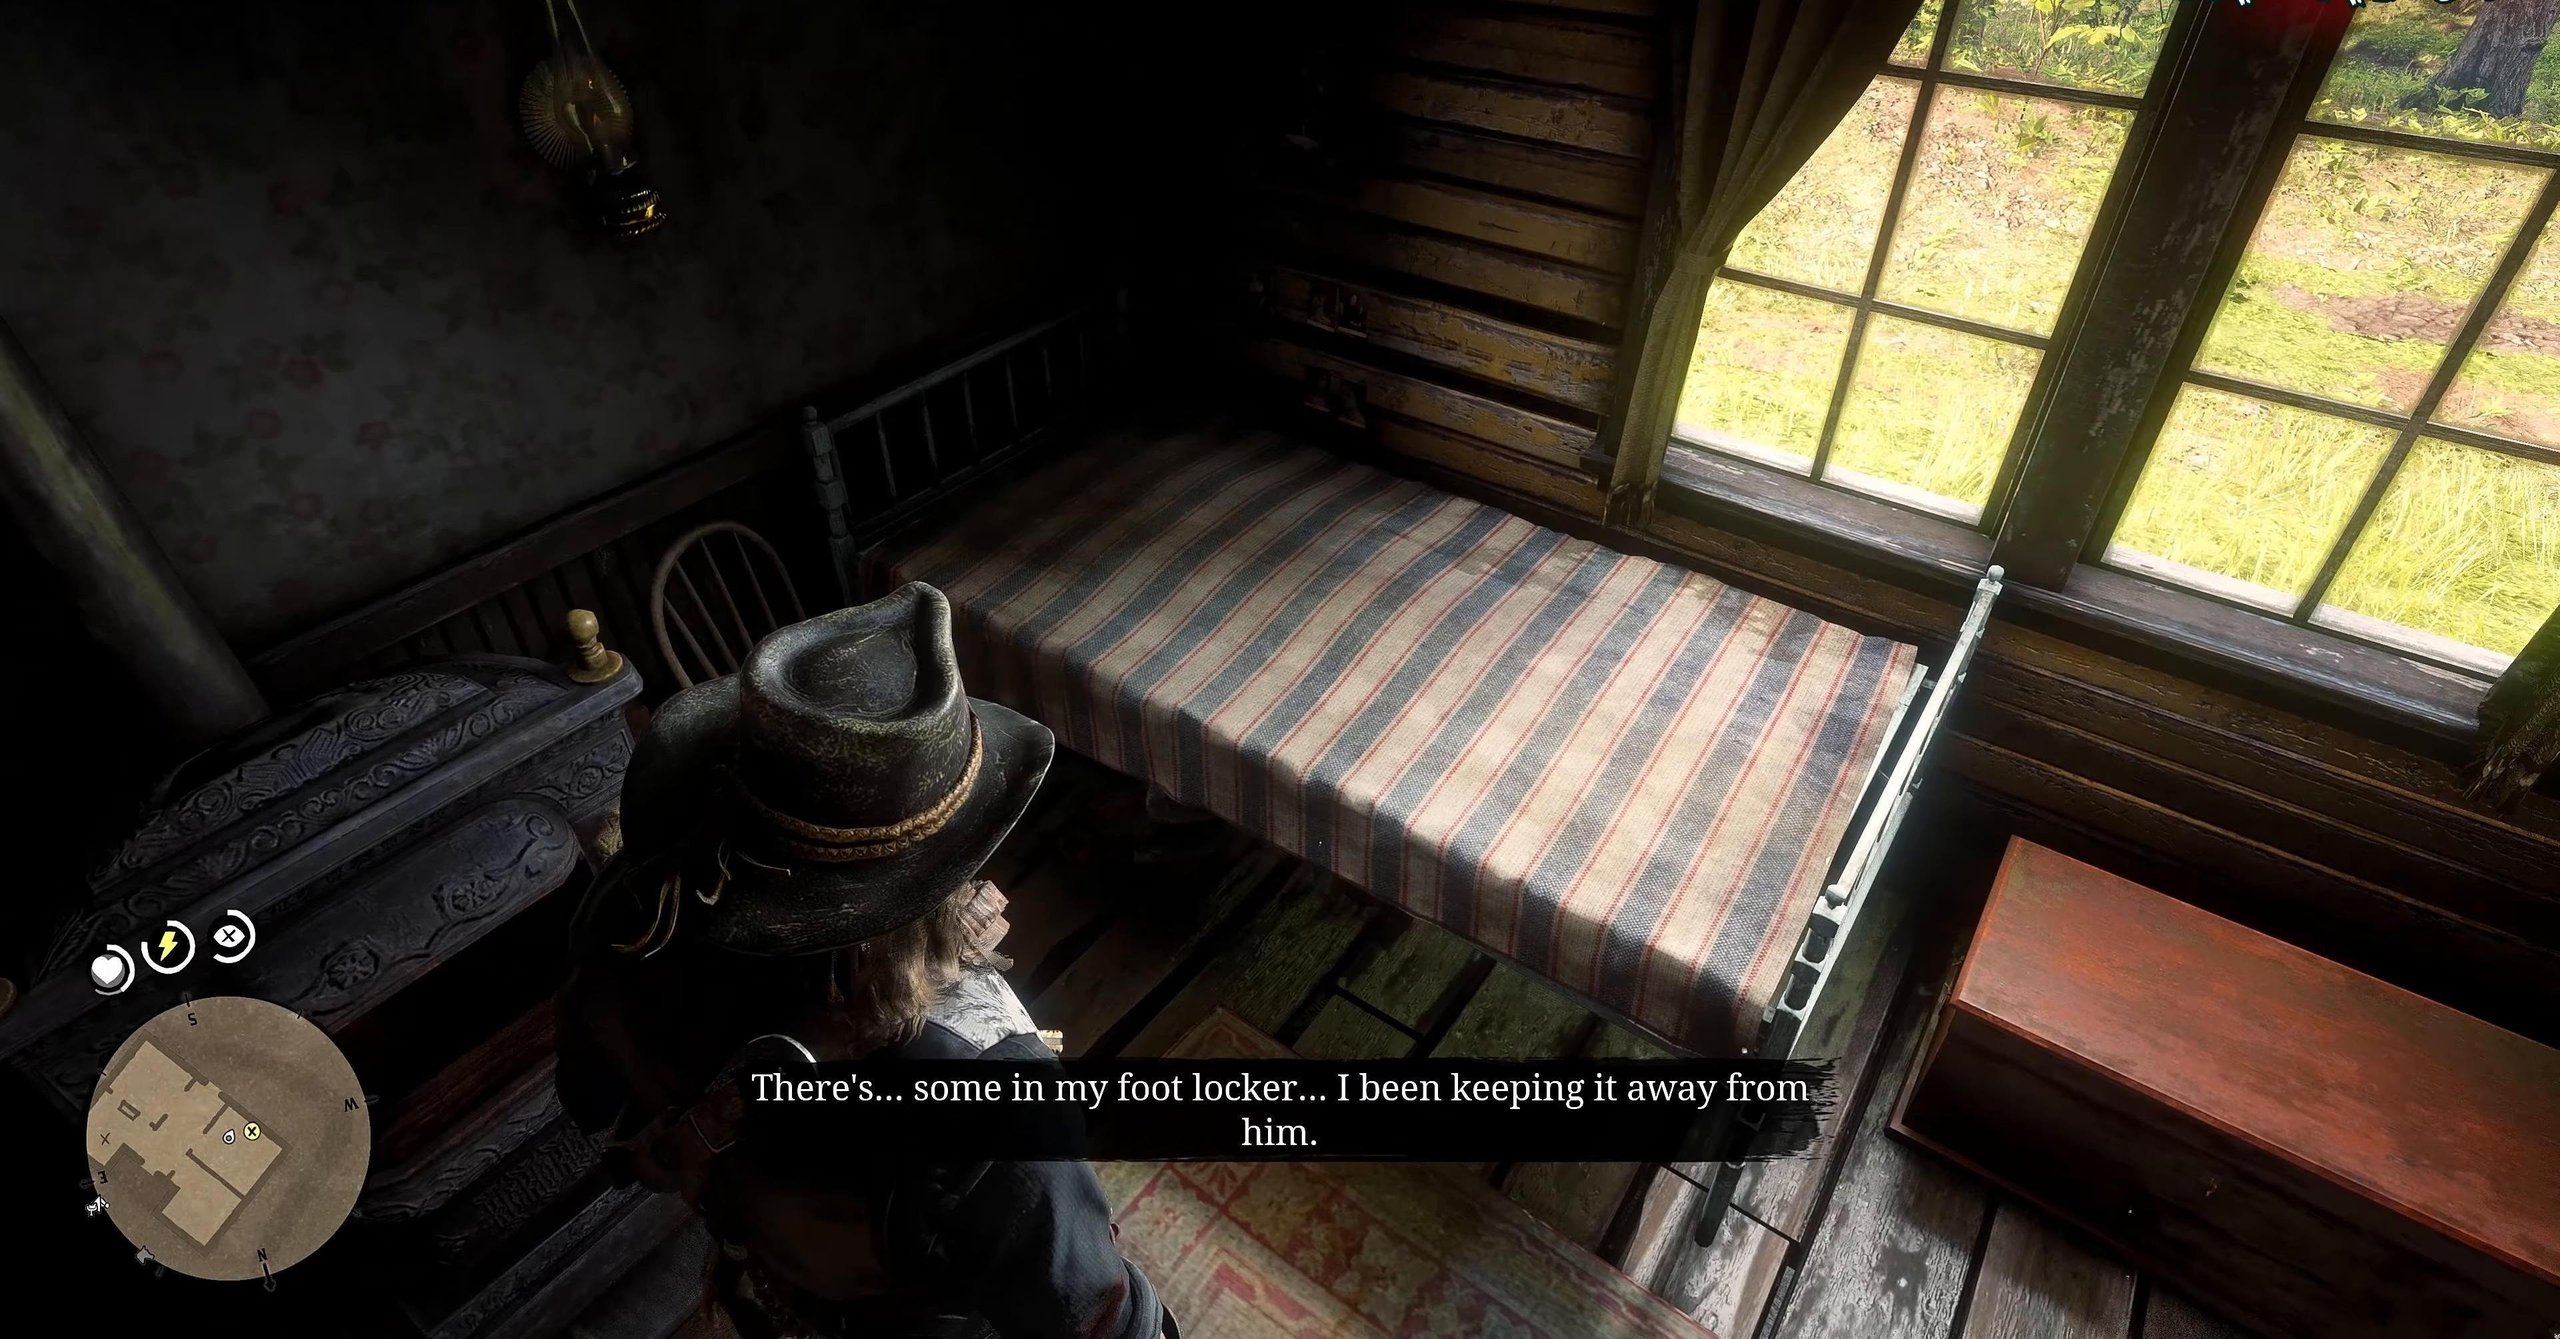 S
W
E
N
There's... some in my foot locker... I been keeping it away from
him.